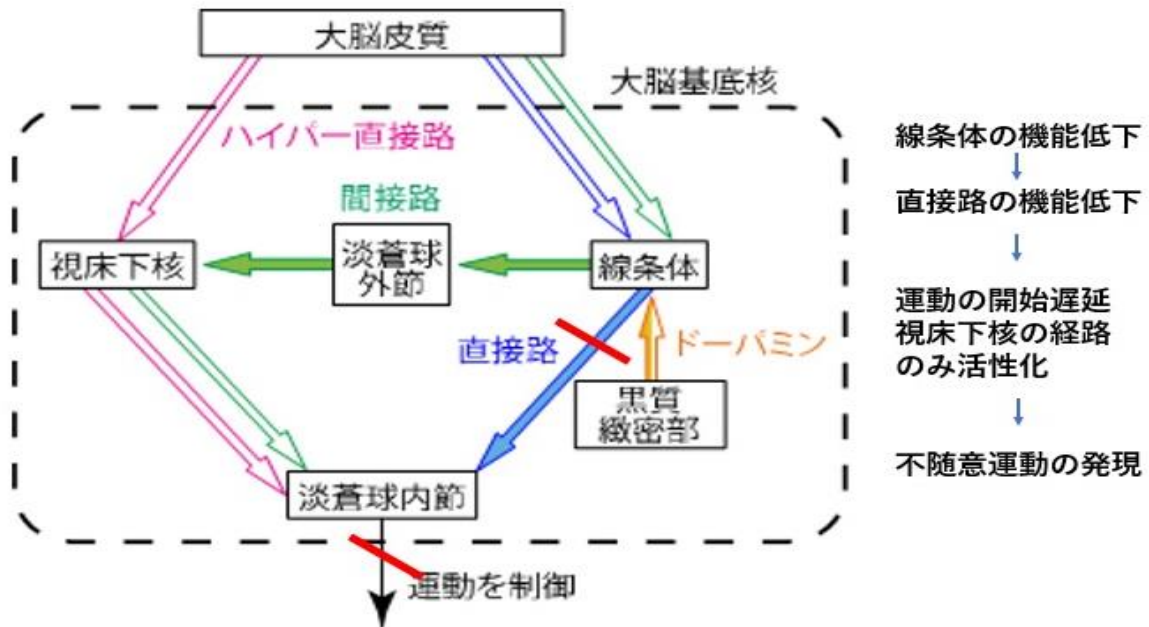 大脳皮質
大脳基底核
ハイパー直接路
間接路
視床下核
淡蒼球
外節
線条体
直接路
ドーパミン
黒質
緻密部
淡蒼球内節
運動を制御
線条体の機能低下
↓
直接路の機能低下
↓
運動の開始遅延
視床下核の経路
のみ活性化
↓
不随意運動の発現